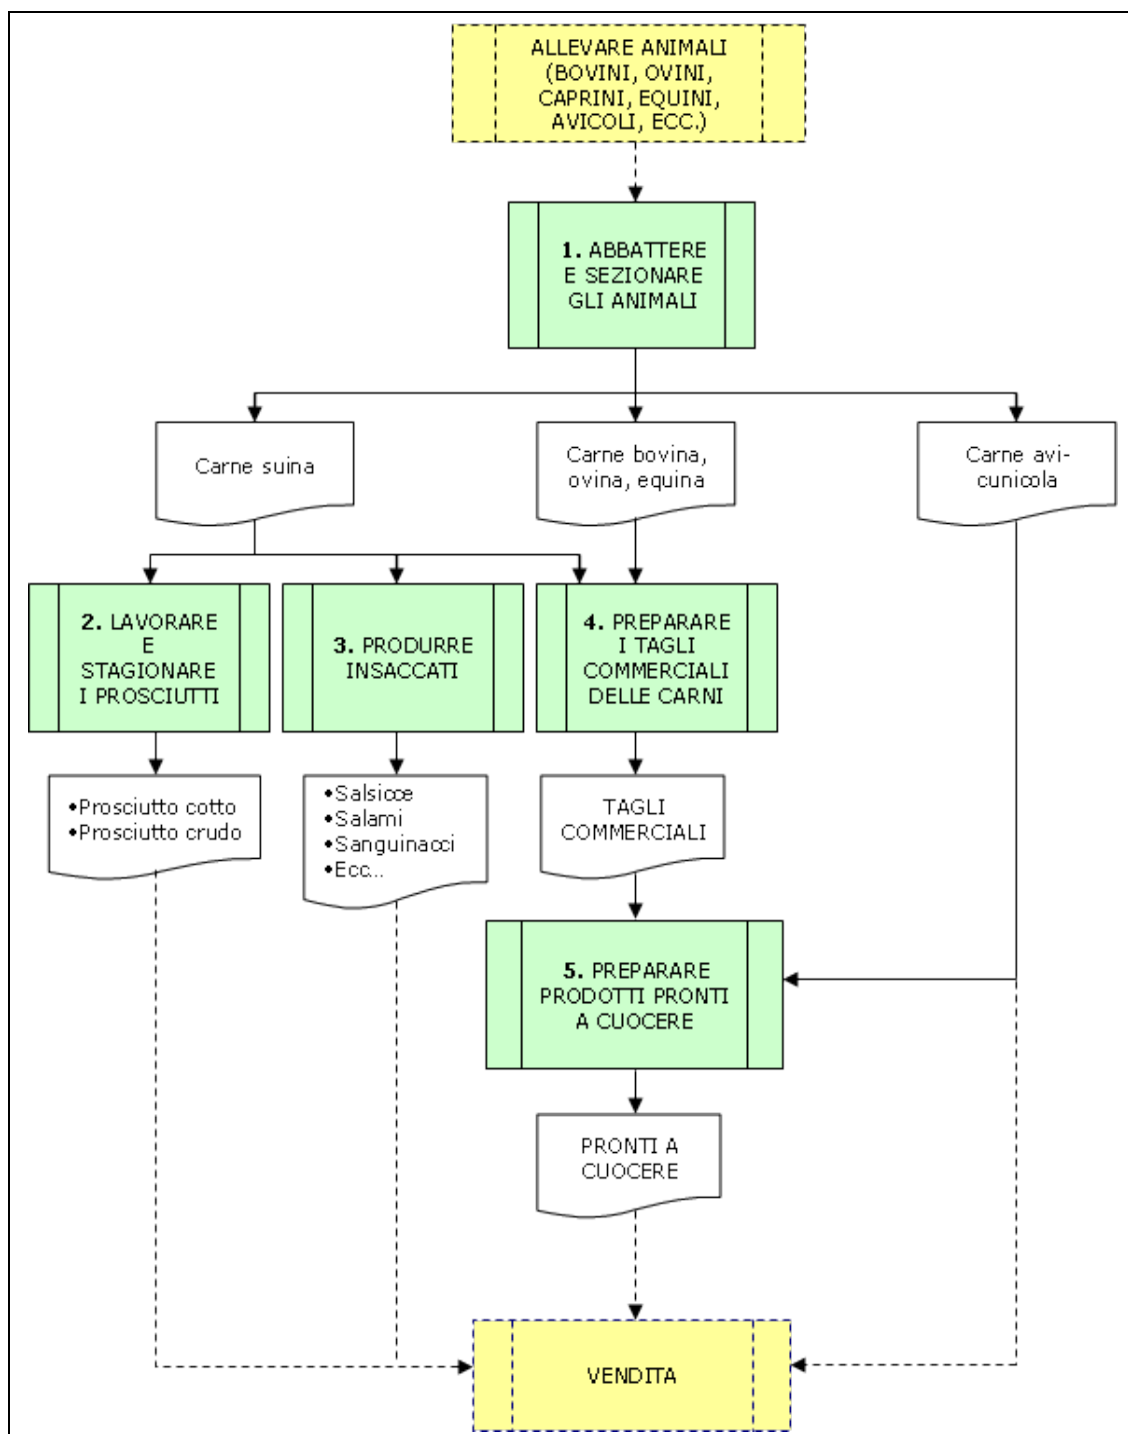 ALLEVARE ANIMALI
(BOVINI, OVINI,
CAPRINI, EQUINI,
AVICOLI, ECC.)
1. ABBATTERE
E SEZIONARE
GLI ANIMALI
Carne suina
Carne bovina,
ovina, equina
Carne avi-
cunicola
2. LAVORARE
E
STAGIONARE
I PROSCIUTTI
3. PRODURRE
INSACCATI
4. PREPARARE
I TAGLI
COMMERCIALI
DELLE CARNI
•Prosciutto cotto
•Prosciutto crudo
•Salsicce
•Salami
•Sanguinacci
•Ecc...
TAGLI
COMMERCIALI
5. PREPARARE
PRODOTTI PRONTI
A CUOCERE
PRONTI A
CUOCERE
VENDITA